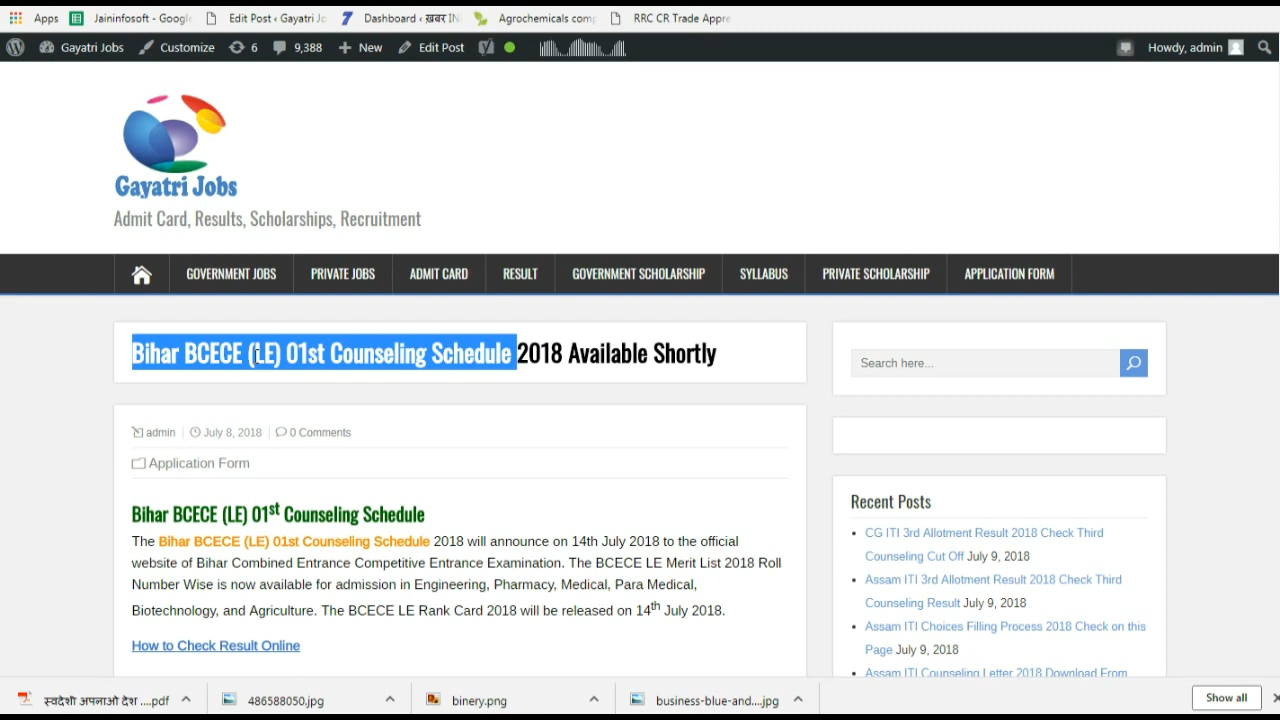 Apps Jaininfosoft - Google Edit Post ‹ Gayatri Jo Dashboard ‹ ख़बर IN Agrochemicals comp RRC CR Trade Appre
Gayatri Jobs Customize 6 9,388 New Edit Post Howdy, admin
Gayatri Jobs
Admit Card, Results, Scholarships, Recruitment
GOVERNMENT JOBS PRIVATE JOBS ADMIT CARD RESULT GOVERNMENT SCHOLARSHIP SYLLABUS PRIVATE SCHOLARSHIP APPLICATION FORM
Bihar BCECE (LE) 01st Counseling Schedule 2018 Available Shortly
admin July 8, 2018 0 Comments
Application Form
Bihar BCECE (LE) 01st Counseling Schedule
The Bihar BCECE (LE) 01st Counseling Schedule 2018 will announce on 14th July 2018 to the official
website of Bihar Combined Entrance Competitive Entrance Examination. The BCECE LE Merit List 2018 Roll
Number Wise is now available for admission in Engineering, Pharmacy, Medical, Para Medical,
Biotechnology, and Agriculture. The BCECE LE Rank Card 2018 will be released on 14th July 2018.
How to Check Result Online
Search here...
Recent Posts
CG ITI 3rd Allotment Result 2018 Check Third
Counseling Cut Off July 9, 2018
Assam ITI 3rd Allotment Result 2018 Check Third
Counseling Result July 9, 2018
Assam ITI Choices Filling Process 2018 Check on this
Page July 9, 2018
Assam ITI Counseling Letter 2018 Download From
स्वदेशी अपनाओ देश ....pdf 486588050.jpg binery.png business-blue-and....jpg Show all